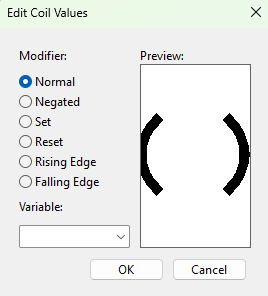 Edit Coil Values
Modifier:
Preview:
Normal
Negated
Set
Reset
Rising Edge
Falling Edge
Variable:
OK
Cancel